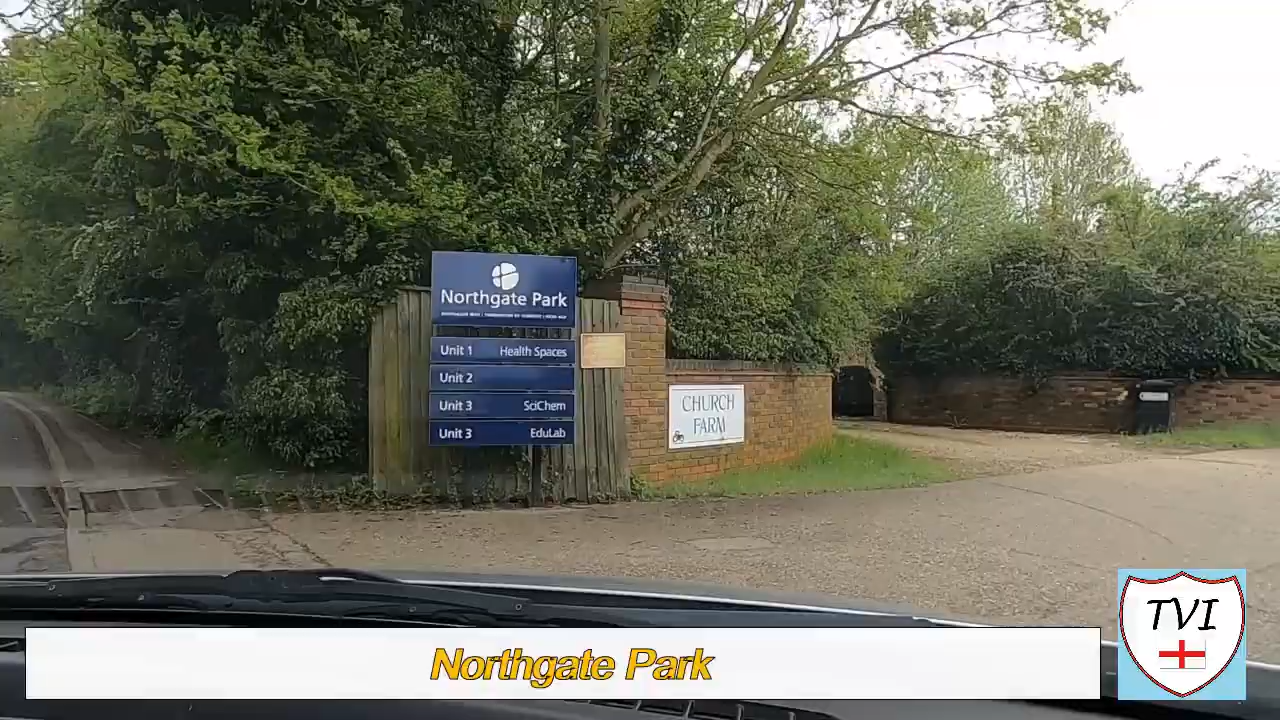 Northgate Park
Unit 1 Health Spaces
Unit 2
Unit 3 SciChem
Unit 3 EduLab
CHURCH
FARM
TVI
Northgate Park